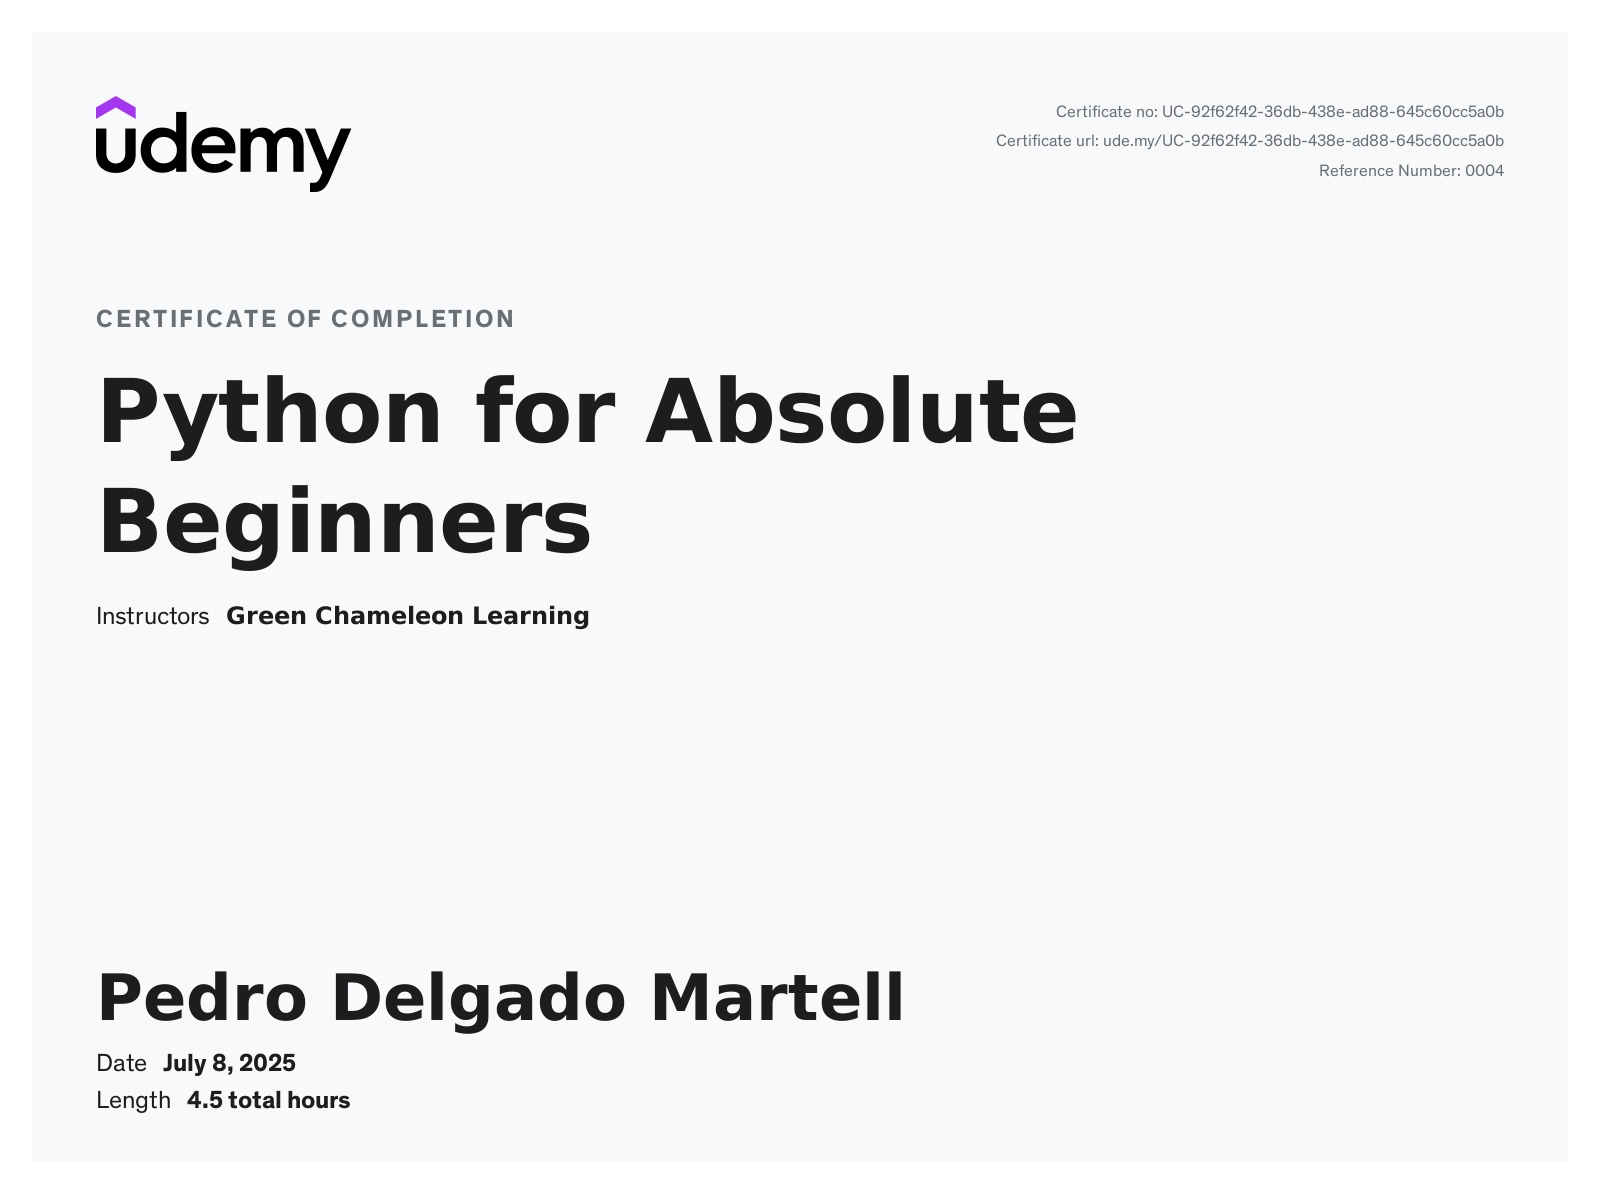 udemy
Certificate no: UC-92f62f42-36db-438e-ad88-645c60cc5a0b
Certificate url: ude.my/UC-92f62f42-36db-438e-ad88-645c60cc5a0b
Reference Number: 0004
CERTIFICATE OF COMPLETION
Python for Absolute
Beginners
Instructors Green Chameleon Learning
Pedro Delgado Martell
Date July 8, 2025
Length 4.5 total hours